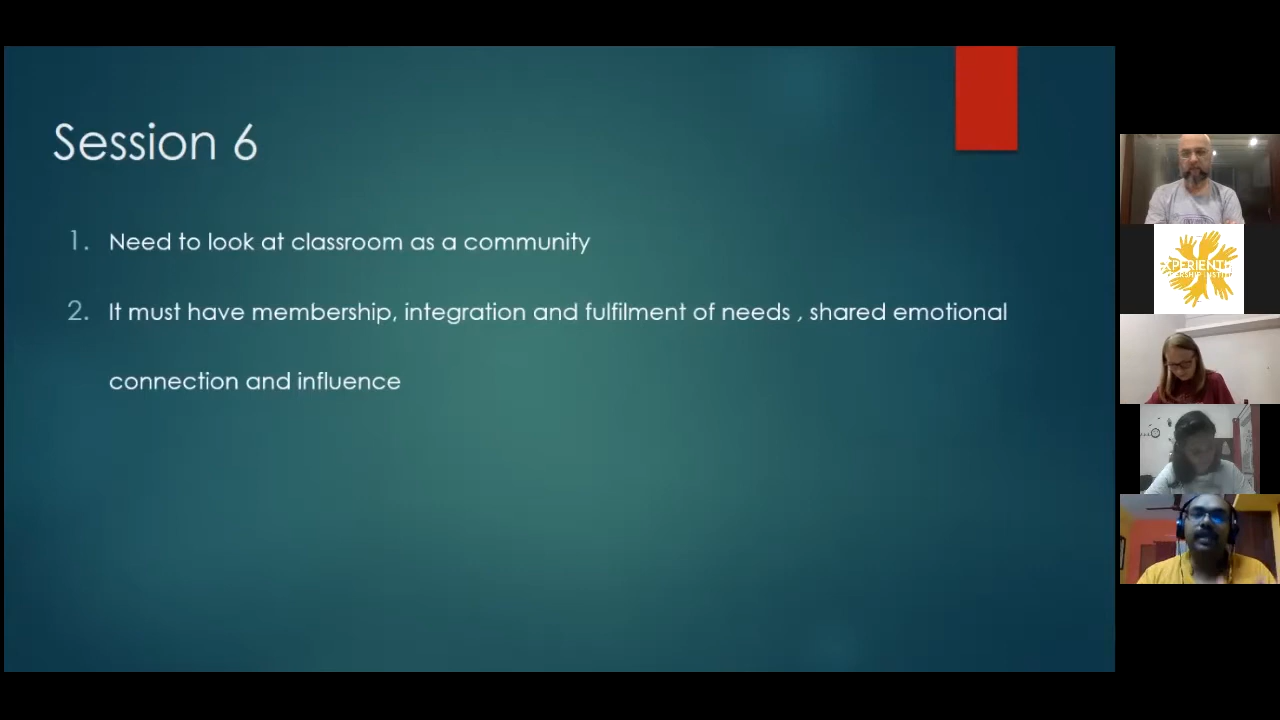 Session 6
1. Need to look at classroom as a community
2. It must have membership, integration and fulfilment of needs , shared emotional
connection and influence